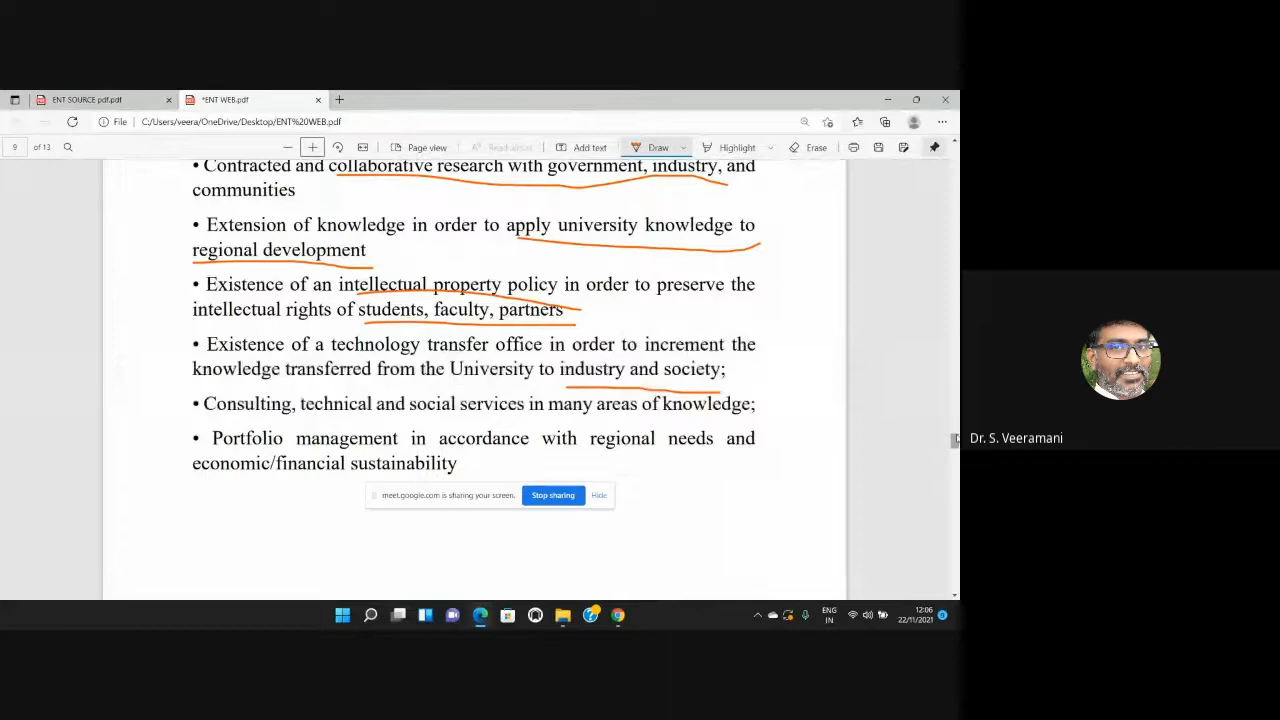 ENT SOURCE pdf.pdf
*ENT WEB.pdf
File
C:/Users/veera/OneDrive/Desktop/ENT%20WEB.pdf
9 of 13
Page view
Read aloud
Add text
Draw
Highlight
Erase
• Contracted and collaborative research with government, industry, and
communities
• Extension of knowledge in order to apply university knowledge to
regional development
• Existence of an intellectual property policy in order to preserve the
intellectual rights of students, faculty, partners
• Existence of a technology transfer office in order to increment the
knowledge transferred from the University to industry and society;
• Consulting, technical and social services in many areas of knowledge;
• Portfolio management in accordance with regional needs and
economic/financial sustainability
meet.google.com is sharing your screen.
Stop sharing
Hide
Dr. S. Veeramani
ENG
IN
12:06
22/11/2021